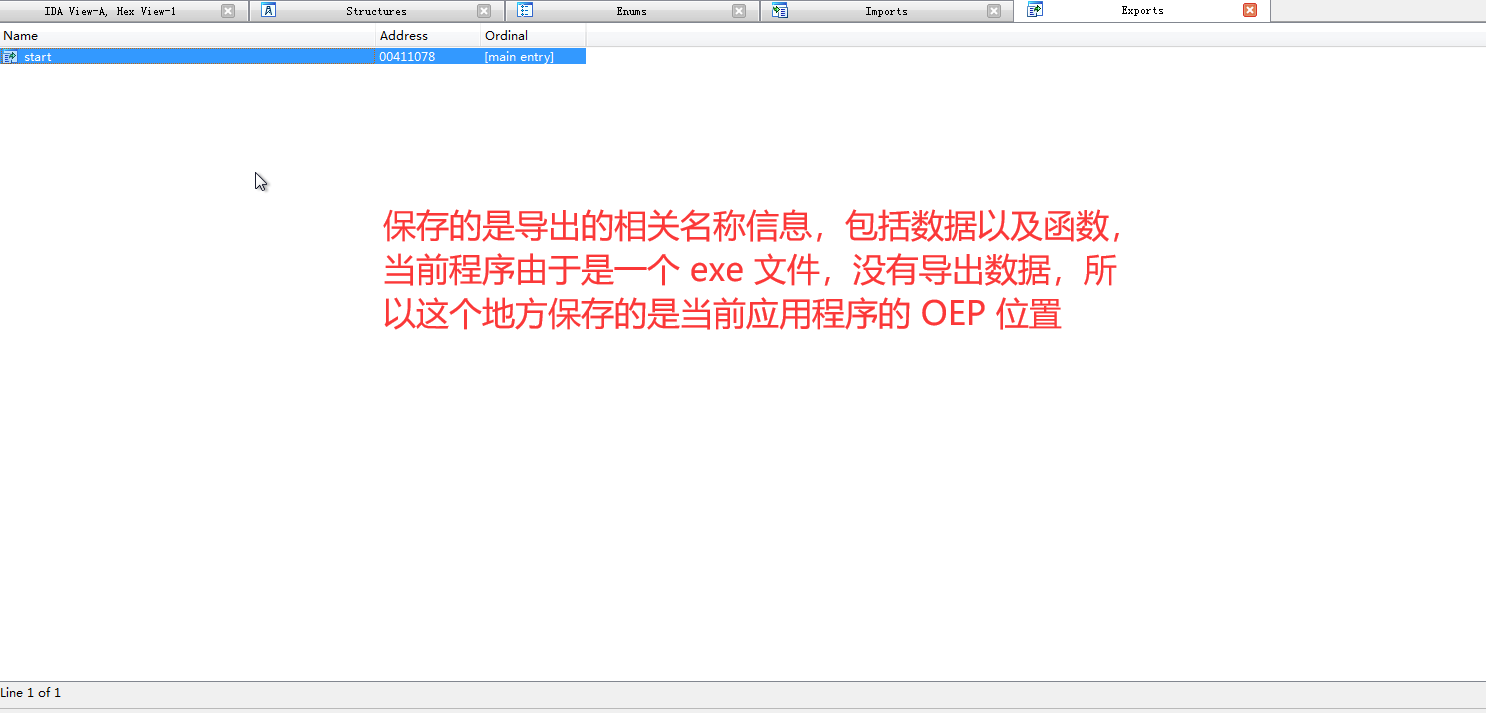 IDA View-A, Hex View-1 Structures Enums Imports Exports
Name Address Ordinal
start 00411078 [main entry]
保存的是导出的相关名称信息，包括数据以及函数，
当前程序由于是一个 exe 文件，没有导出数据，所
以这个地方保存的是当前应用程序的 OEP 位置
Line 1 of 1